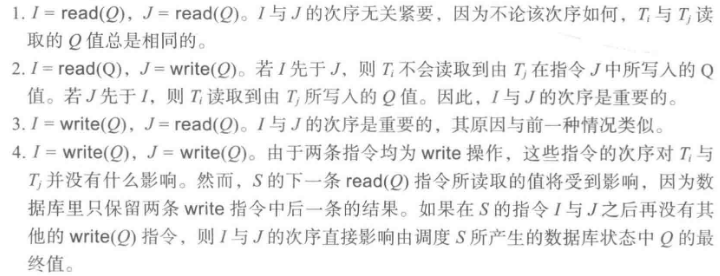 1. I = read(Q)，J = read(Q)。I 与 J 的次序无关紧要，因为不论该次序如何，Ti 与 Tj 读
取的 Q 值总是相同的。
2. I = read(Q)，J = write(Q)。若 I 先于 J，则 Ti 不会读取到由 Tj 在指令 J 中所写入的 Q
值。若 J 先于 I，则 Ti 读取到由 Tj 所写入的 Q 值。因此，I 与 J 的次序是重要的。
3. I = write(Q)，J = read(Q)。I 与 J 的次序是重要的，其原因与前一种情况类似。
4. I = write(Q)，J = write(Q)。由于两条指令均为 write 操作，这些指令的次序对 Ti 与
Tj 并没有什么影响。然而，S 的下一条 read(Q) 指令所读取的值将受到影响，因为数
据库里只保留两条 write 指令中后一条的结果。如果在 S 的指令 I 与 J 之后再没有其
他的 write(Q) 指令，则 I 与 J 的次序直接影响由调度 S 所产生的数据库状态中 Q 的最
终值。